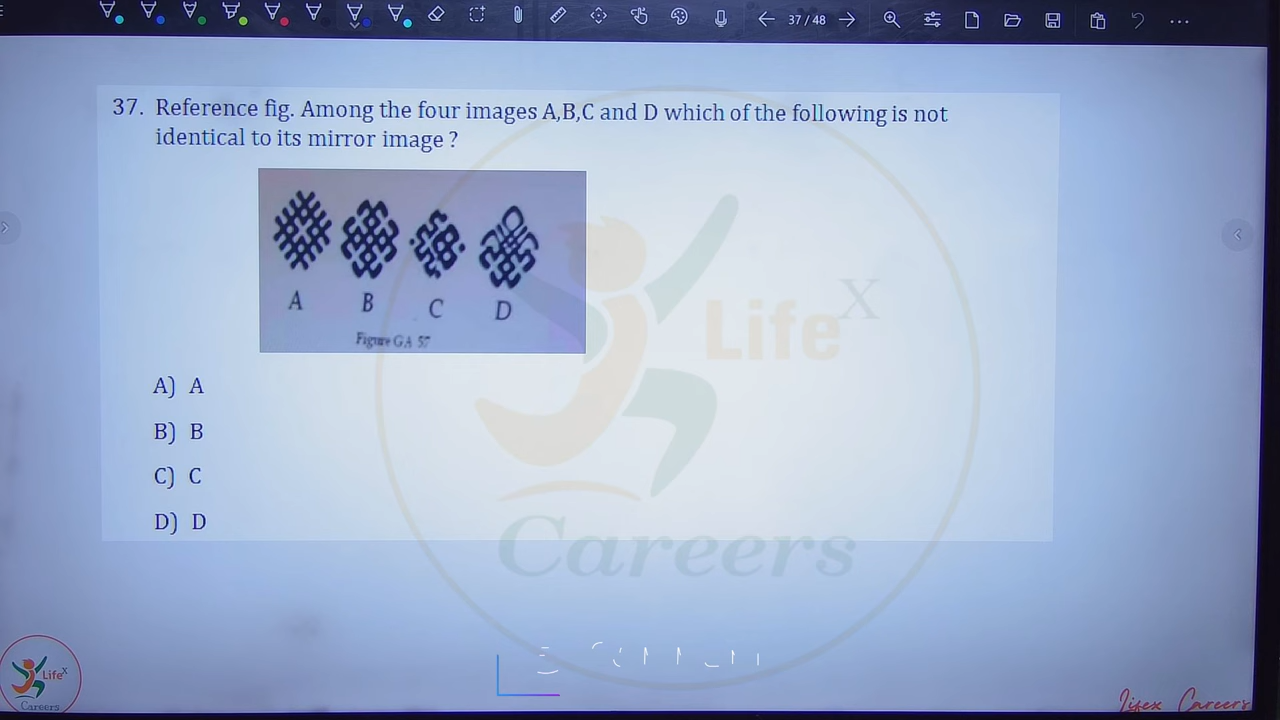 37 / 48
37. Reference fig. Among the four images A,B,C and D which of the following is not
identical to its mirror image ?
A B C D
Figure GA 57
A) A
B) B
C) C
D) D
Life X
Careers
Life X
Careers
Lifex Careers